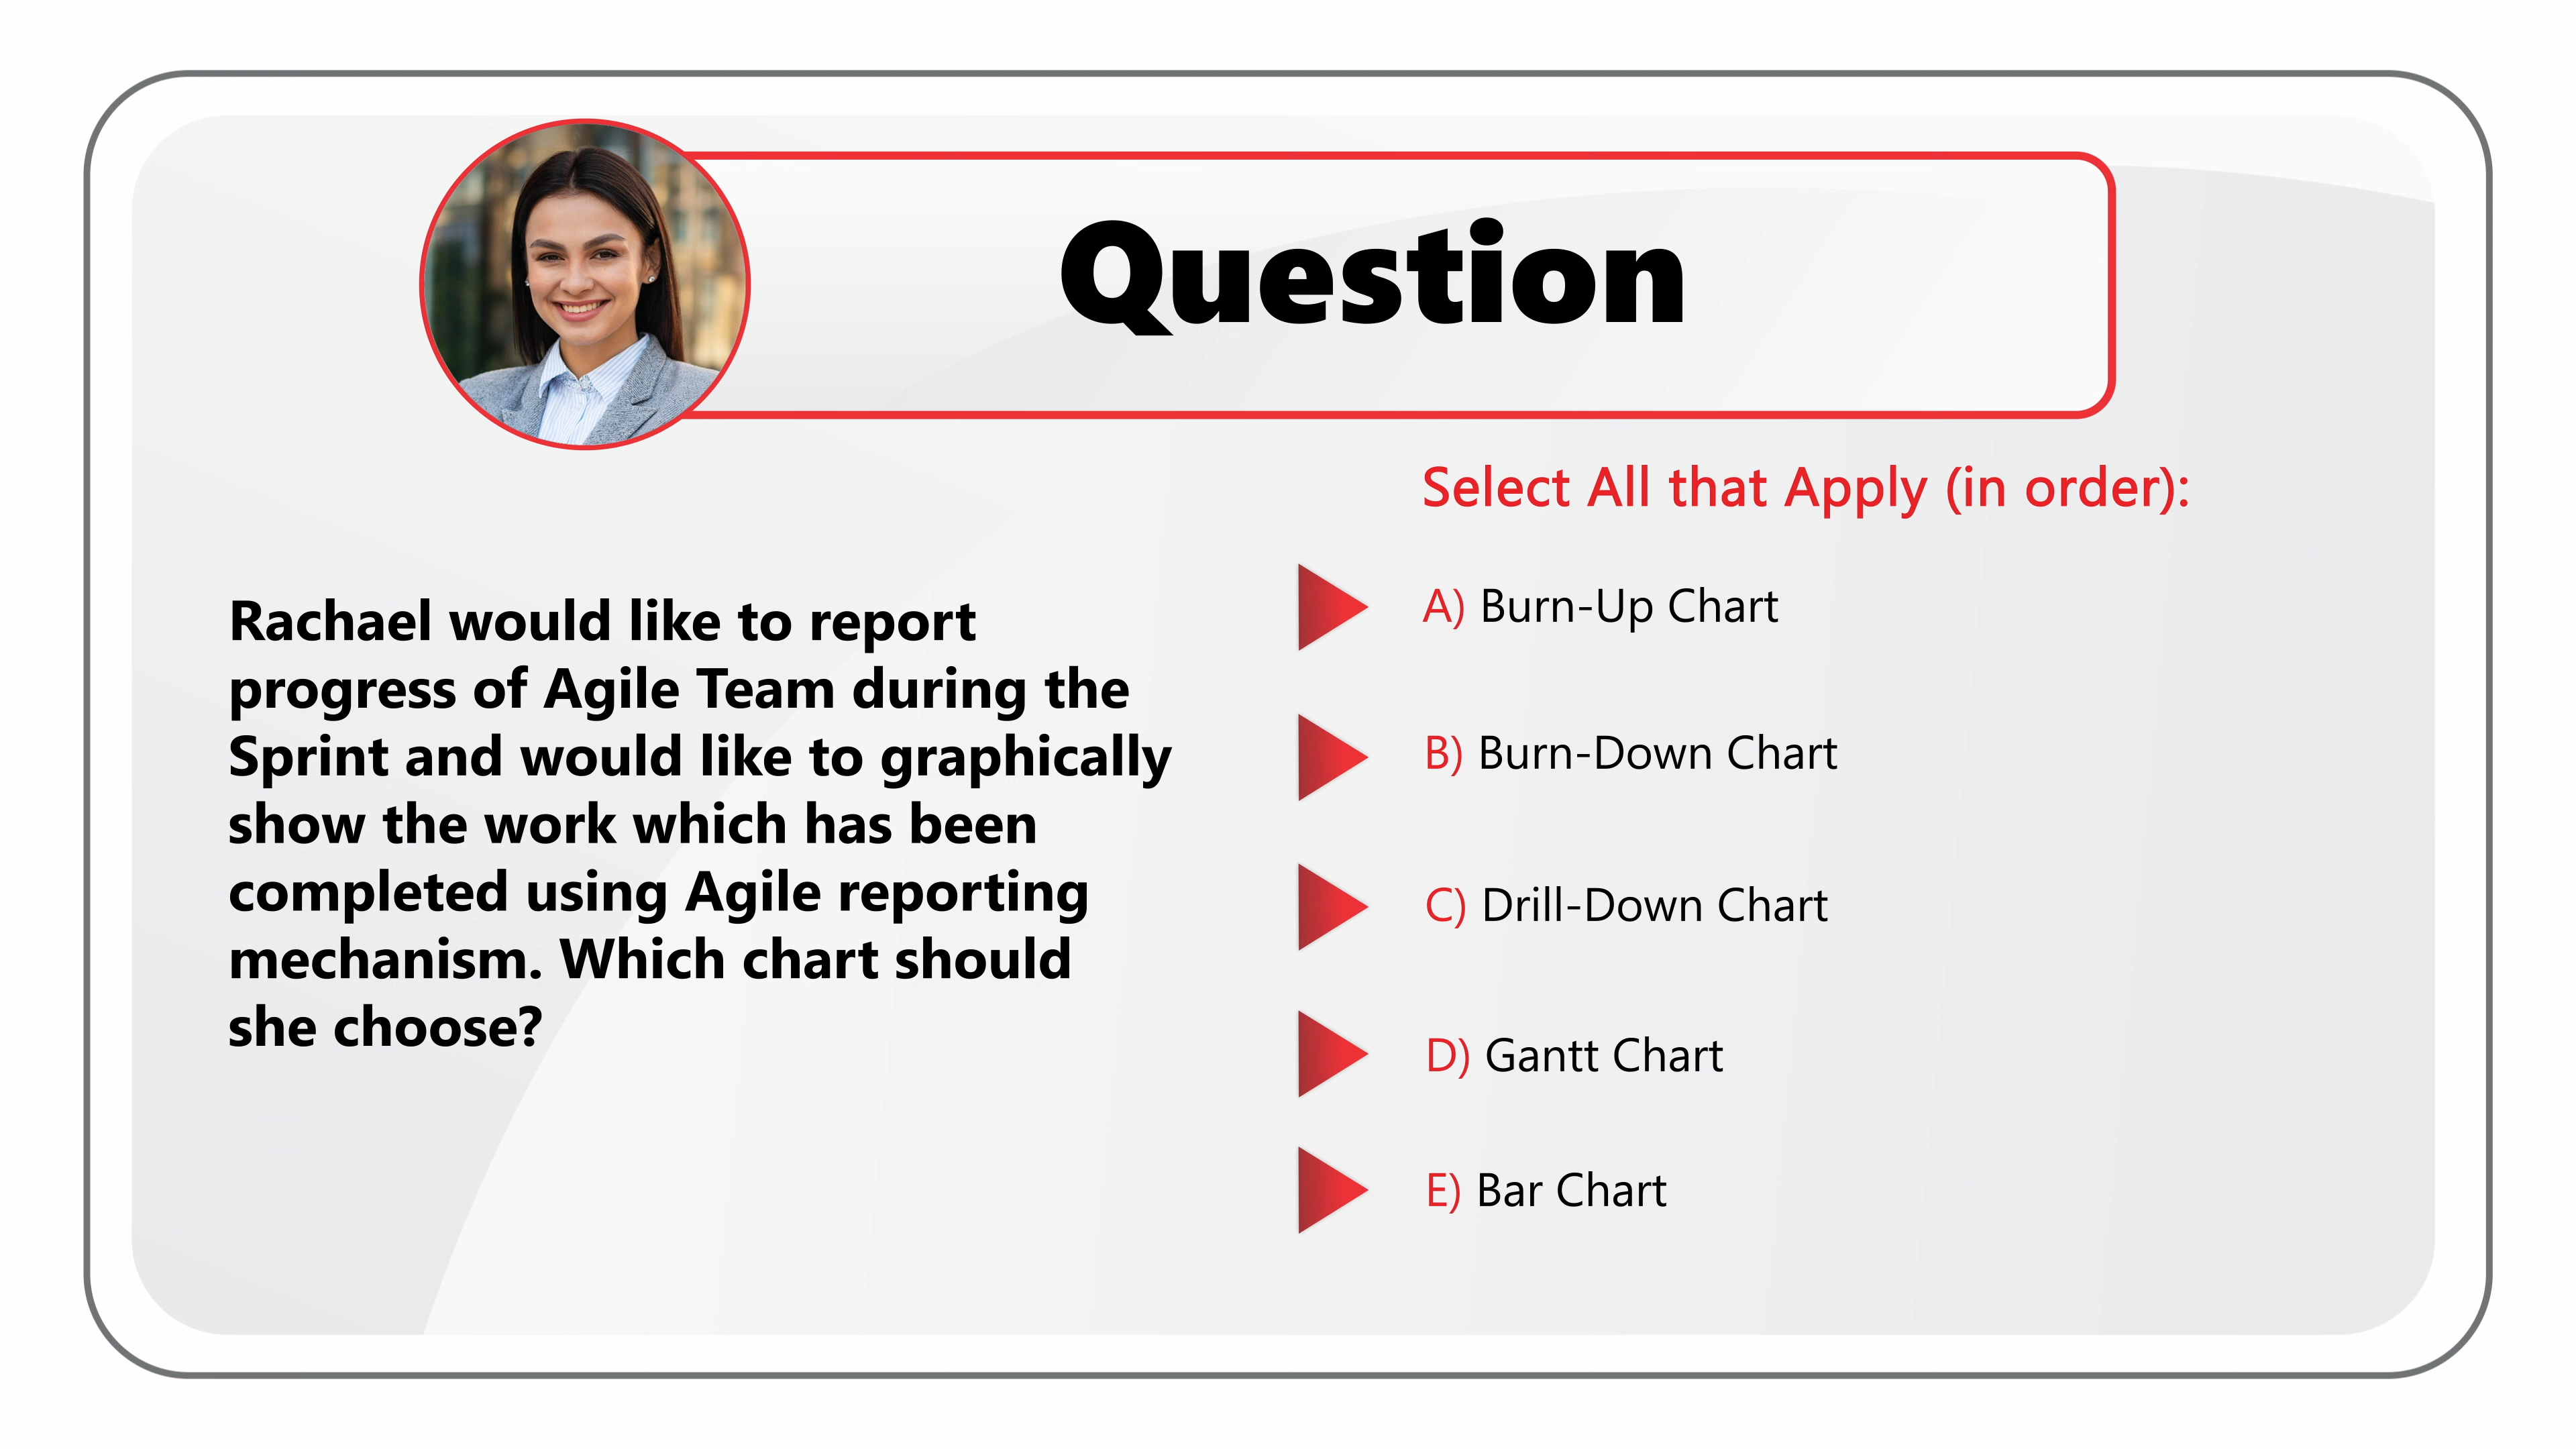 Question
Select All that Apply (in order):
Rachael would like to report
progress of Agile Team during the
Sprint and would like to graphically
show the work which has been
completed using Agile reporting
mechanism. Which chart should
she choose?
A) Burn-Up Chart
B) Burn-Down Chart
C) Drill-Down Chart
D) Gantt Chart
E) Bar Chart